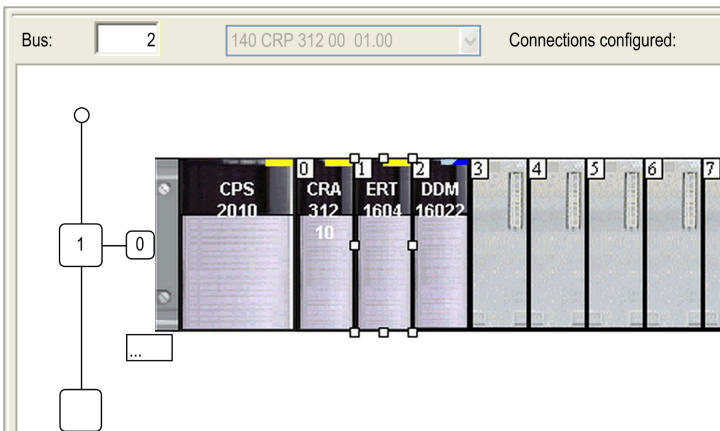 Bus: 2 140 CRP 312 00 01.00 Connections configured:
0 1 2 3 4 5 6 7
CPS 2010
CRA 312 10
ERT 1604
DDM 16022
1 0
...